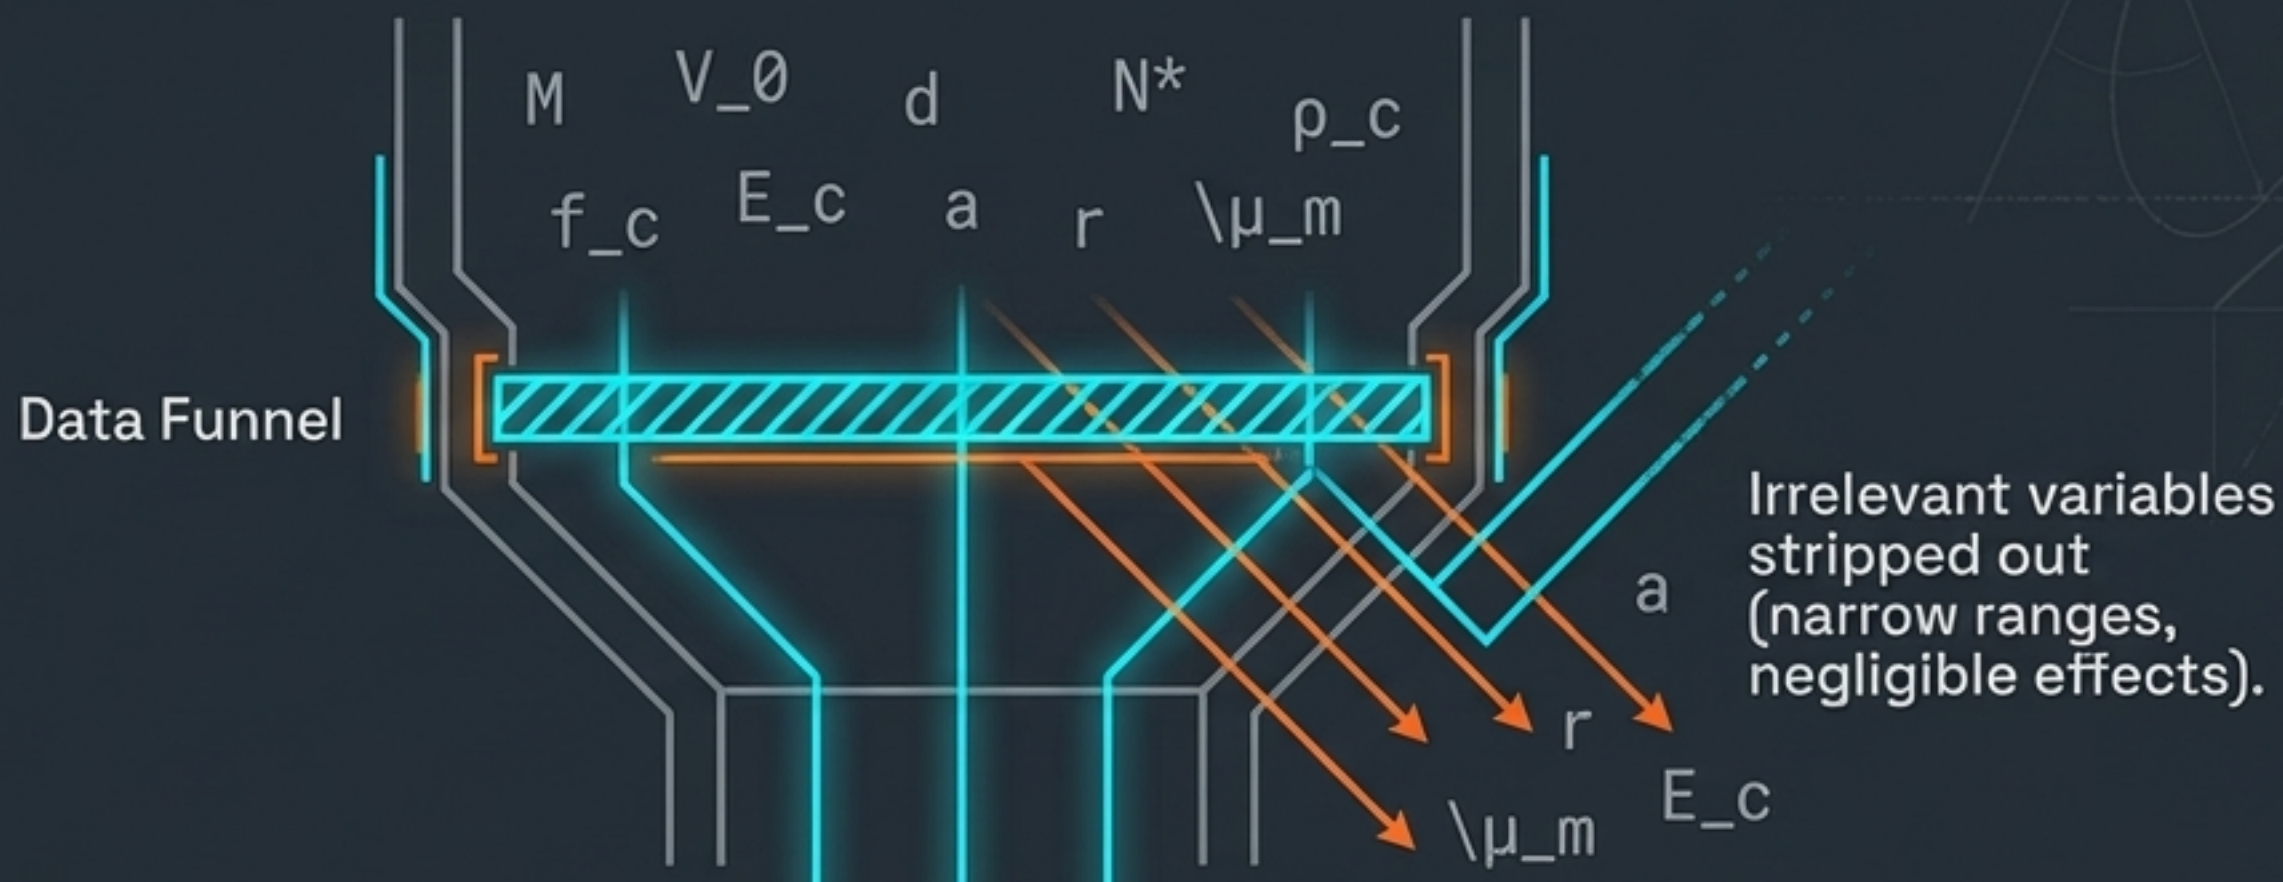 M V_0 d N* ρ_c
f_c E_c a r \μ_m
Data Funnel
Irrelevant variables
stripped out
(narrow ranges,
negligible effects).
a
r
E_c
\μ_m